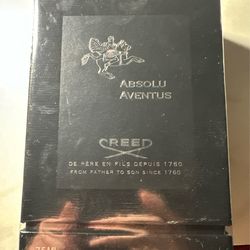 ABSOLU
AVENTUS
CREED
DE PÈRE EN FILS DEPUIS 1760
FROM FATHER TO SON SINCE 1760